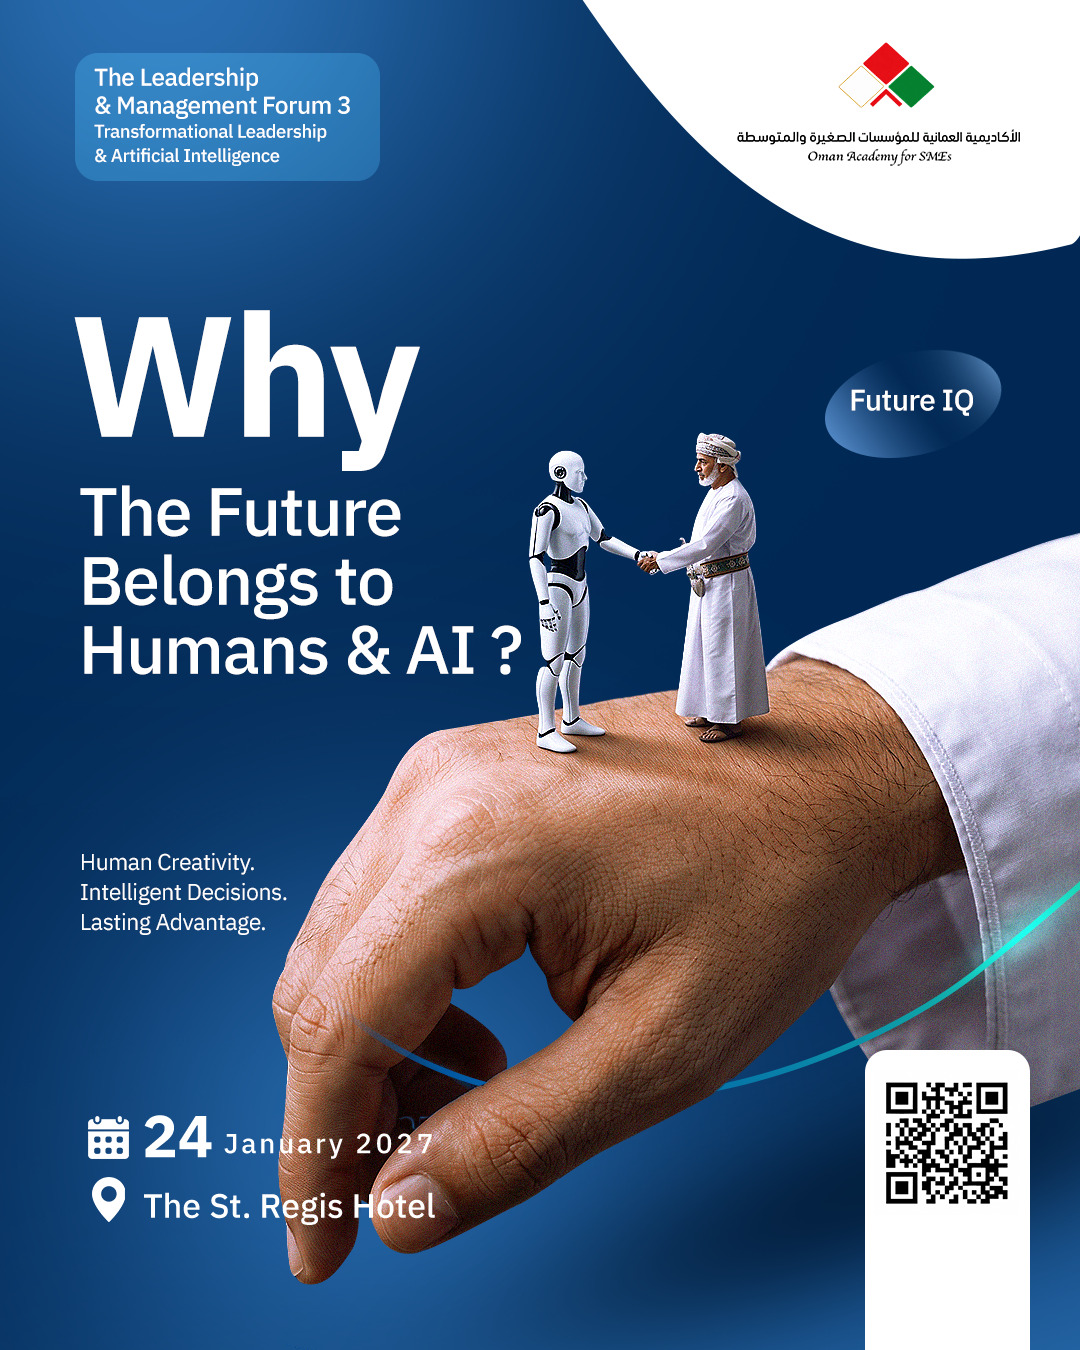 The Leadership
& Management Forum 3
Transformational Leadership
& Artificial Intelligence
الأكاديمية العمانية للمؤسسات الصغيرة والمتوسطة
Oman Academy for SMEs
Why
The Future
Belongs to
Humans & AI ?
Future IQ
Human Creativity.
Intelligent Decisions.
Lasting Advantage.
24 January 2027
The St. Regis Hotel